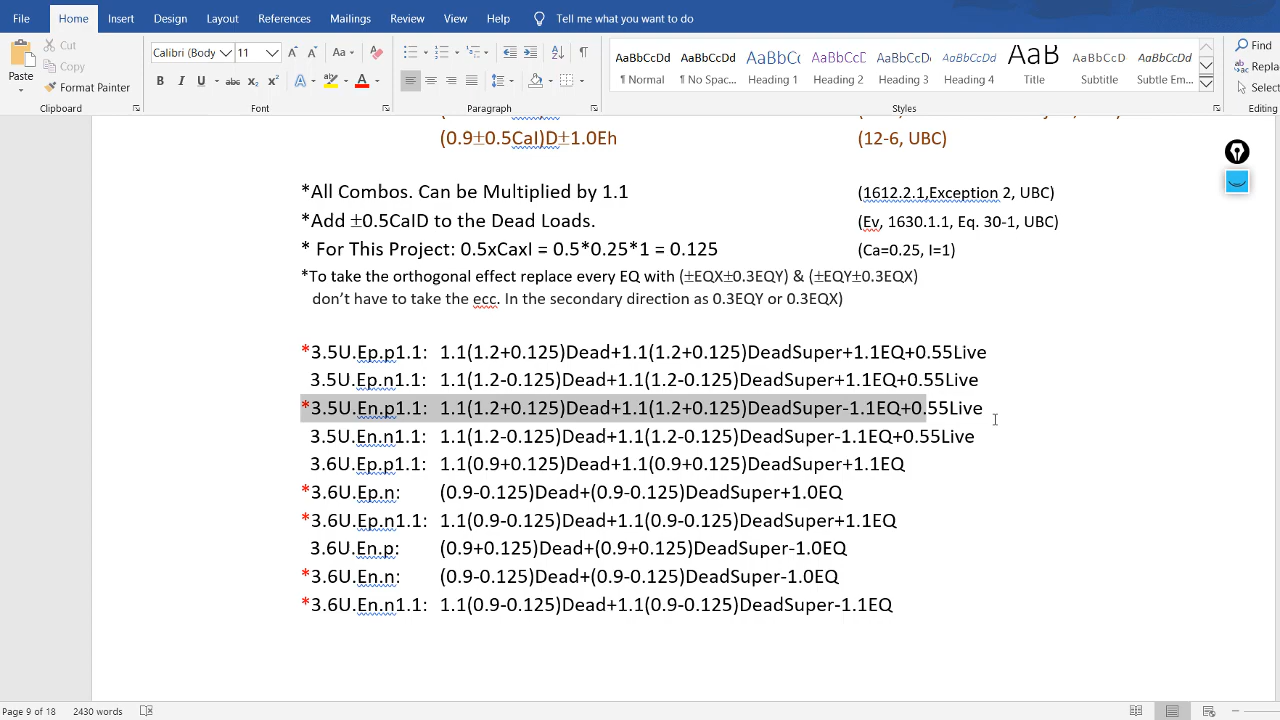 File Home Insert Design Layout References Mailings Review View Help Tell me what you want to do
Paste
Cut
Copy
Format Painter
Clipboard
Calibri (Body) 11
Font
Paragraph
AaBbCcDd AaBbCcDd AaBbC AaBbCcC AaBbCcDc AaBbCcDd AaB AaBbCcDd AaBbCcDd
¶ Normal ¶ No Spac... ¶ Heading 1 ¶ Heading 2 ¶ Heading 3 ¶ Heading 4 ¶ Title ¶ Subtitle ¶ Subtle Em...
Styles
Find
Repla
Select
Editing
(0.9±0.5CaI)D±1.0Eh (12-6, UBC)
*All Combos. Can be Multiplied by 1.1 (1612.2.1,Exception 2, UBC)
*Add ±0.5CaID to the Dead Loads. (Ev, 1630.1.1, Eq. 30-1, UBC)
* For This Project: 0.5xCaxI = 0.5*0.25*1 = 0.125 (Ca=0.25, I=1)
*To take the orthogonal effect replace every EQ with (±EQX±0.3EQY) & (±EQY±0.3EQX)
don't have to take the ecc. In the secondary direction as 0.3EQY or 0.3EQX)
*3.5U.Ep.p1.1: 1.1(1.2+0.125)Dead+1.1(1.2+0.125)DeadSuper+1.1EQ+0.55Live
3.5U.Ep.n1.1: 1.1(1.2-0.125)Dead+1.1(1.2-0.125)DeadSuper+1.1EQ+0.55Live
*3.5U.En.p1.1: 1.1(1.2+0.125)Dead+1.1(1.2+0.125)DeadSuper-1.1EQ+0.55Live
3.5U.En.n1.1: 1.1(1.2-0.125)Dead+1.1(1.2-0.125)DeadSuper-1.1EQ+0.55Live
3.6U.Ep.p1.1: 1.1(0.9+0.125)Dead+1.1(0.9+0.125)DeadSuper+1.1EQ
*3.6U.Ep.n: (0.9-0.125)Dead+(0.9-0.125)DeadSuper+1.0EQ
*3.6U.Ep.n1.1: 1.1(0.9-0.125)Dead+1.1(0.9-0.125)DeadSuper+1.1EQ
3.6U.En.p: (0.9+0.125)Dead+(0.9+0.125)DeadSuper-1.0EQ
*3.6U.En.n: (0.9-0.125)Dead+(0.9-0.125)DeadSuper-1.0EQ
*3.6U.En.n1.1: 1.1(0.9-0.125)Dead+1.1(0.9-0.125)DeadSuper-1.1EQ
Page 9 of 18 2430 words